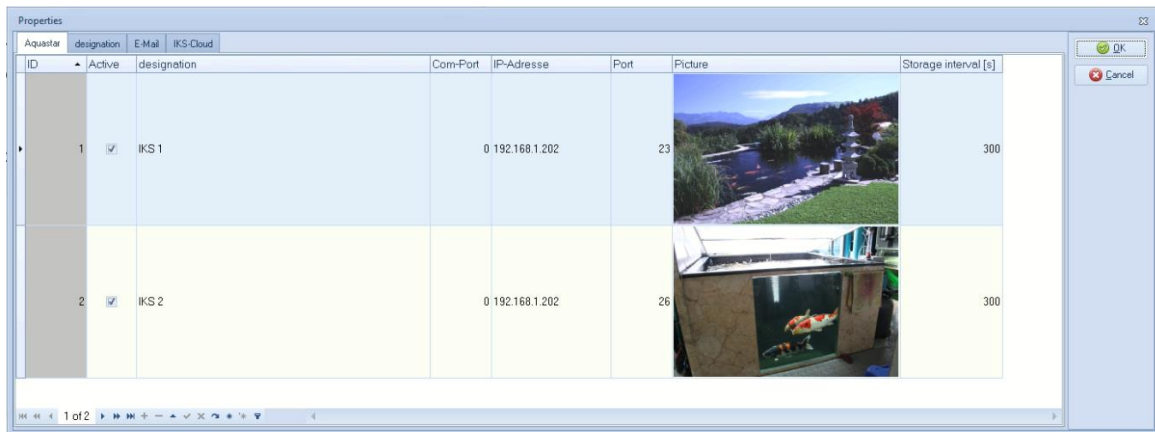 Properties
Aquastar designation E-Mail IKS-Cloud
OK
Cancel
ID Active designation Com-Port IP-Adresse Port Picture Storage interval [s]
1 IKS 1 0 192.168.1.202 23 300
2 IKS 2 0 192.168.1.202 26 300
1 of 2